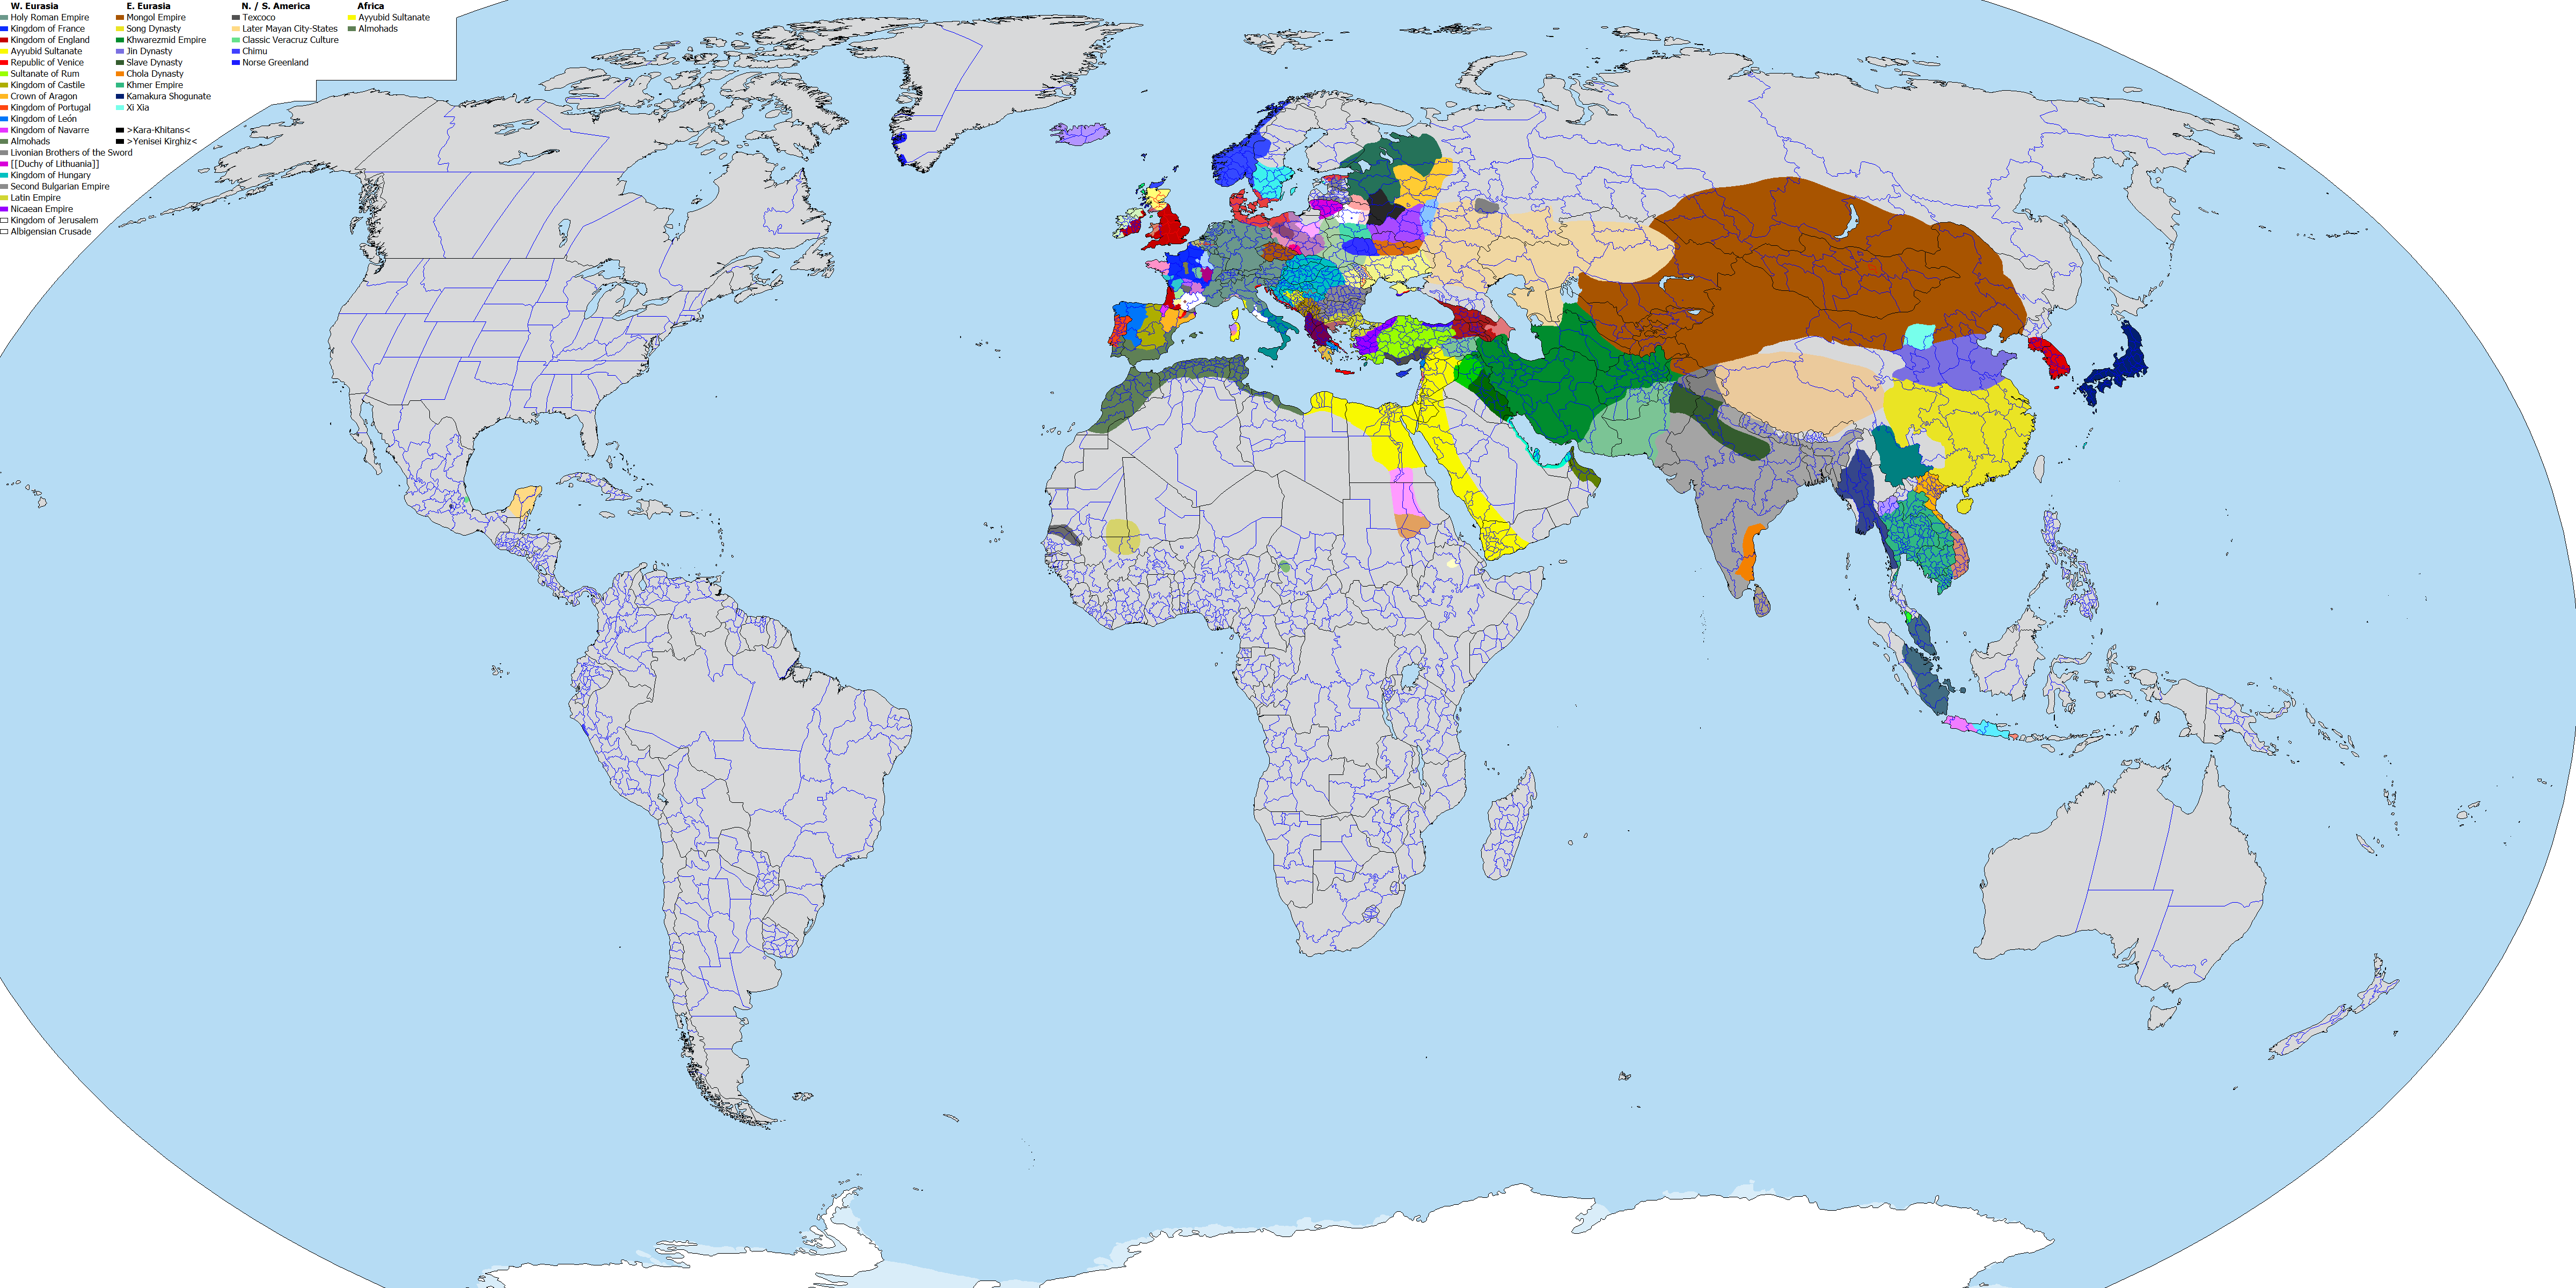 W. Eurasia
Holy Roman Empire
Kingdom of France
Kingdom of England
Ayyubid Sultanate
Republic of Venice
Sultanate of Rum
Kingdom of Castile
Crown of Aragon
Kingdom of Portugal
Kingdom of León
Kingdom of Navarre
Almohads
Livonian Brothers of the Sword
[[Duchy of Lithuania]]
Kingdom of Hungary
Second Bulgarian Empire
Latin Empire
Nicaean Empire
Kingdom of Jerusalem
Albigensian Crusade
E. Eurasia
Mongol Empire
Song Dynasty
Khwarezmid Empire
Jin Dynasty
Slave Dynasty
Chola Dynasty
Khmer Empire
Kamakura Shogunate
Xi Xia
>Kara-Khitans<
>Yenisei Kirghiz<
N. / S. America
Texcoco
Later Mayan City-States
Classic Veracruz Culture
Chimu
Norse Greenland
Africa
Ayyubid Sultanate
Almohads